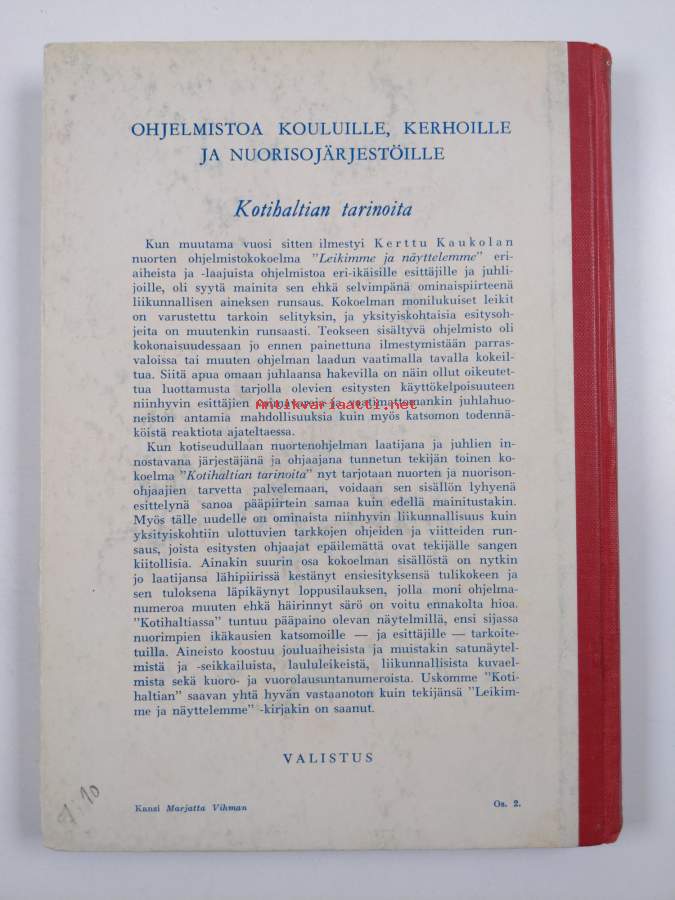 OHJELMISTOA KOULUILLE, KERHOILLE
JA NUORISOJÄRJESTÖILLE
Kotihaltian tarinoita
Kun muutama vuosi sitten ilmestyi Kerttu Kaukolan
nuorten ohjelmistokokoelma "Leikimme ja näyttelemme" eri-
aiheista ja -laajuista ohjelmistoa eri-ikäisille esittäjille ja juhli-
joille, oli syytä mainita sen ehkä selvimpänä ominaispiirteenä
liikunnallisen aineksen runsaus. Kokoelman monilukuiset leikit
on varustettu tarkoin selityksin, ja yksityiskohtaisia esitysoh-
jeita on muutenkin runsaasti. Teokseen sisältyvä ohjelmisto oli
kokonaisuudessaan jo ennen painettuna ilmestymistään parras-
valoissa tai muuten ohjelman laadun vaatimalla tavalla kokeil-
tua. Siitä apua omaan juhlaansa hakevilla on näin ollut oikeutet-
tua luottamusta tarjolla olevien esitysten käyttökelpoisuuteen
niinhyvin esittäjien voimavaroja ja vaatimattomankin juhlahuo-
Antikvariaatti.net
neiston antamia mahdollisuuksia kuin myös katsomon todennä-
köistä reaktiota ajateltaessa.
Kun kotiseudullaan nuortenohjelman laatijana ja juhlien in-
nostavana järjestäjänä ja ohjaajana tunnetun tekijän toinen ko-
koelma "Kotihaltian tarinoita" nyt tarjotaan nuorten ja nuorison-
ohjaajien tarvetta palvelemaan, voidaan sen sisällön lyhyenä
esittelynä sanoa pääpiirtein samaa kuin edellä mainitustakin.
Myös tälle uudelle on ominaista niinhyvin liikunnallisuus kuin
yksityiskohtiin ulottuvien tarkkojen ohjeiden ja viitteiden run-
saus, joista esitysten ohjaajat epäilemättä ovat tekijälle sangen
kiitollisia. Ainakin suurin osa kokoelman sisällöstä on nytkin
jo laatijansa lähipiirissä kestänyt ensiesityksensä tulikokeen ja
sen tuloksena läpikäynyt loppusilauksen, jolla moni ohjelma-
numeroa muuten ehkä häirinnyt särö on voitu ennakolta hioa.
"Kotihaltiassa" tuntuu pääpaino olevan näytelmillä, ensi sijassa
nuorimpien ikäkausien katsomoille — ja esittäjille — tarkoite-
tuilla. Aineisto koostuu jouluaiheisista ja muistakin satunäytel-
mistä ja -seikkailuista, laululeikeistä, liikunnallisista kuvael-
mista sekä kuoro- ja vuorolausuntanumeroista. Uskomme "Koti-
haltian" saavan yhtä hyvän vastaanoton kuin tekijänsä "Leikim-
me ja näyttelemme" -kirjakin on saanut.
VALISTUS
Kansi Marjatta Vihman
Os. 2.